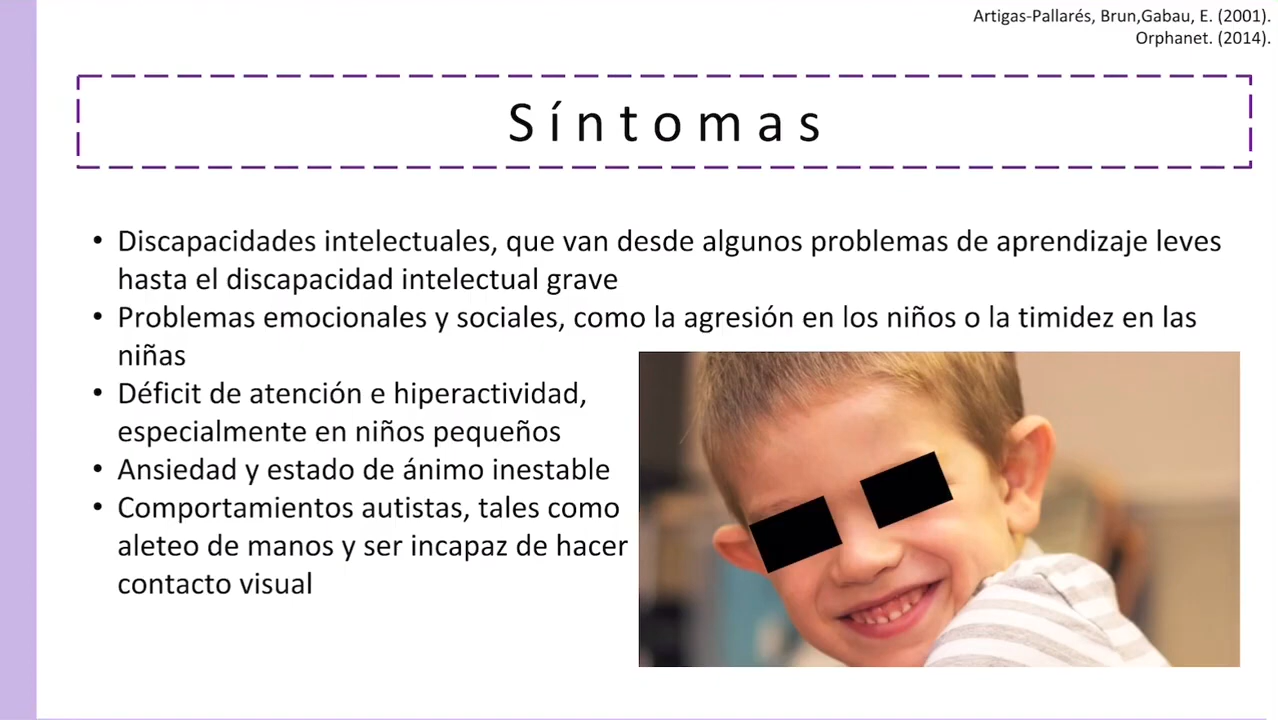 Artigas-Pallarés, Brun,Gabau, E. (2001).
Orphanet. (2014).
Síntomas
• Discapacidades intelectuales, que van desde algunos problemas de aprendizaje leves
hasta el discapacidad intelectual grave
• Problemas emocionales y sociales, como la agresión en los niños o la timidez en las
niñas
• Déficit de atención e hiperactividad,
especialmente en niños pequeños
• Ansiedad y estado de ánimo inestable
• Comportamientos autistas, tales como
aleteo de manos y ser incapaz de hacer
contacto visual